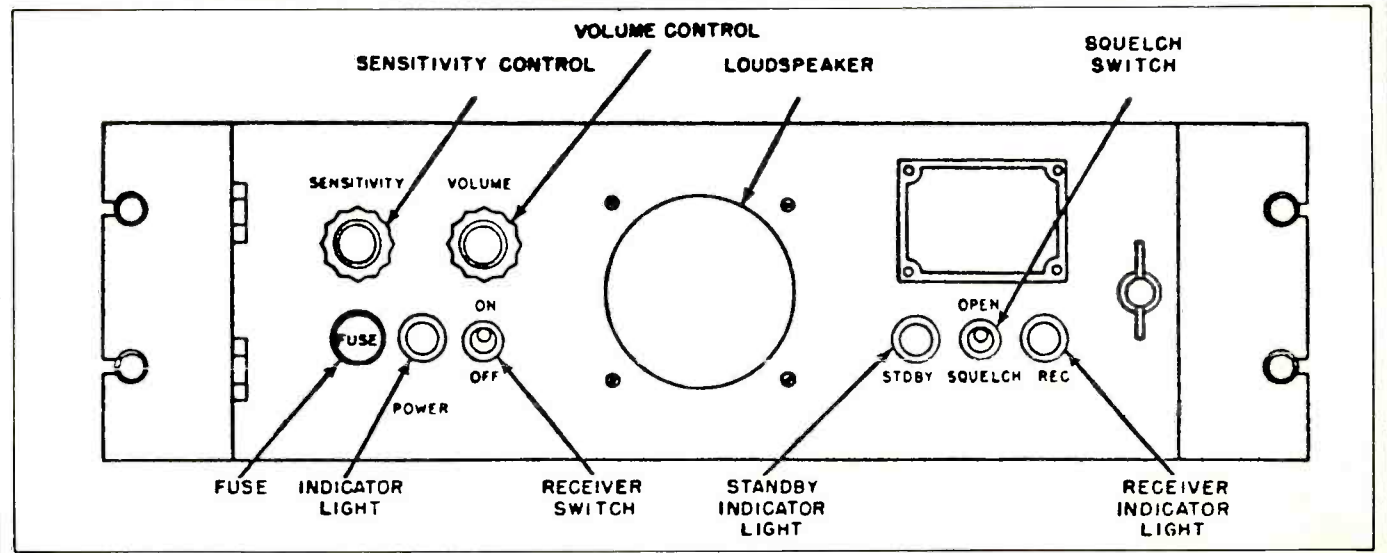 VOLUME CONTROL
SENSITIVITY CONTROL
LOUDSPEAKER
SQUELCH
SWITCH
SENSITIVITY
VOLUME
ON
OPEN
FUSE
OFF
STDBY
SQUELCH
REC
POWER
FUSE
INDICATOR
LIGHT
RECEIVER
SWITCH
STANDBY
INDICATOR
LIGHT
RECEIVER
INDICATOR
LIGHT